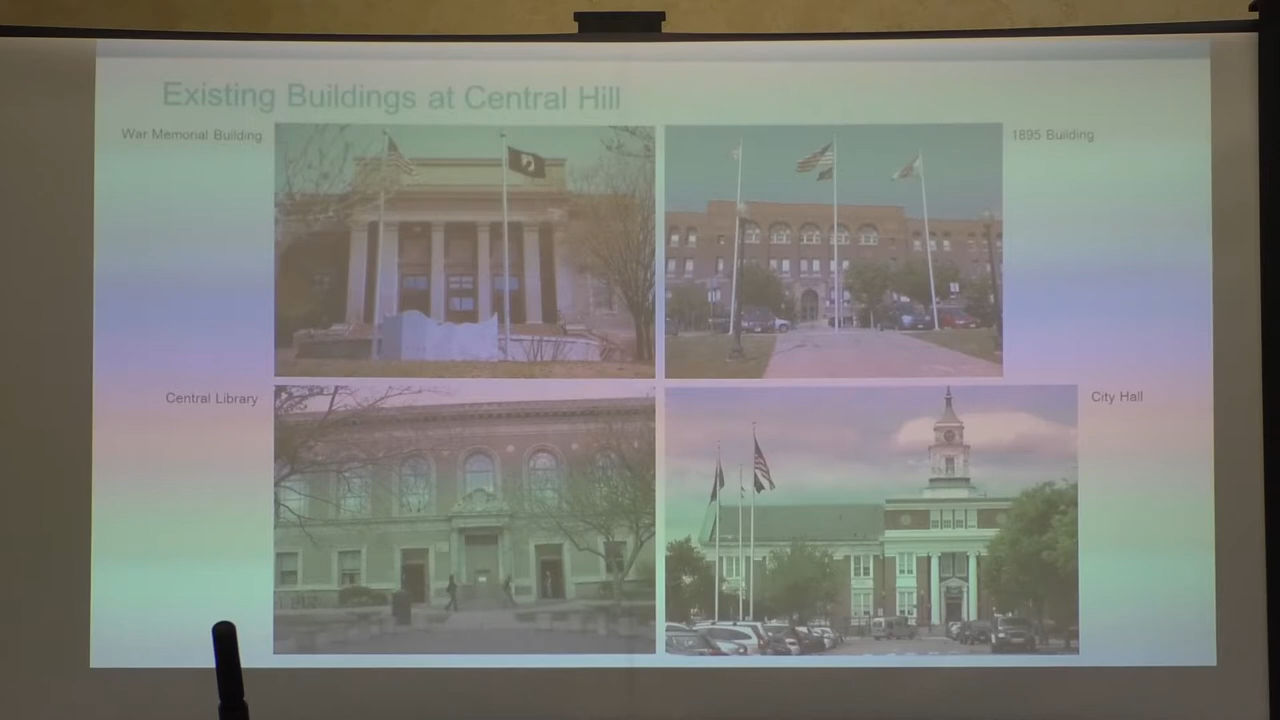 Existing Buildings at Central Hill
War Memorial Building
1895 Building
Central Library
City Hall